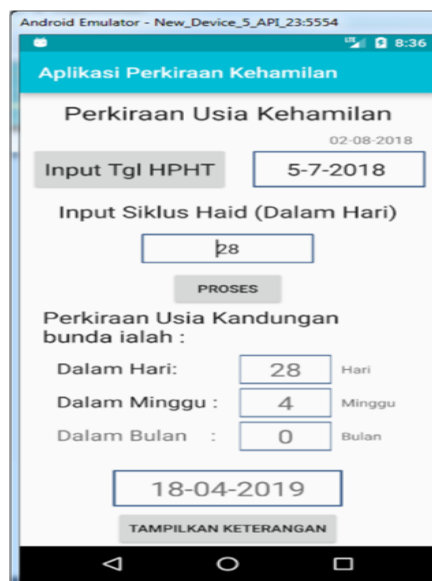 Android Emulator - New_Device_5_API_23:5554
LTE 8:36
Aplikasi Perkiraan Kehamilan
Perkiraan Usia Kehamilan
02-08-2018
Input Tgl HPHT 5-7-2018
Input Siklus Haid (Dalam Hari)
28
PROSES
Perkiraan Usia Kandungan
bunda ialah :
Dalam Hari: 28 Hari
Dalam Minggu : 4 Minggu
Dalam Bulan : 0 Bulan
18-04-2019
TAMPILKAN KETERANGAN